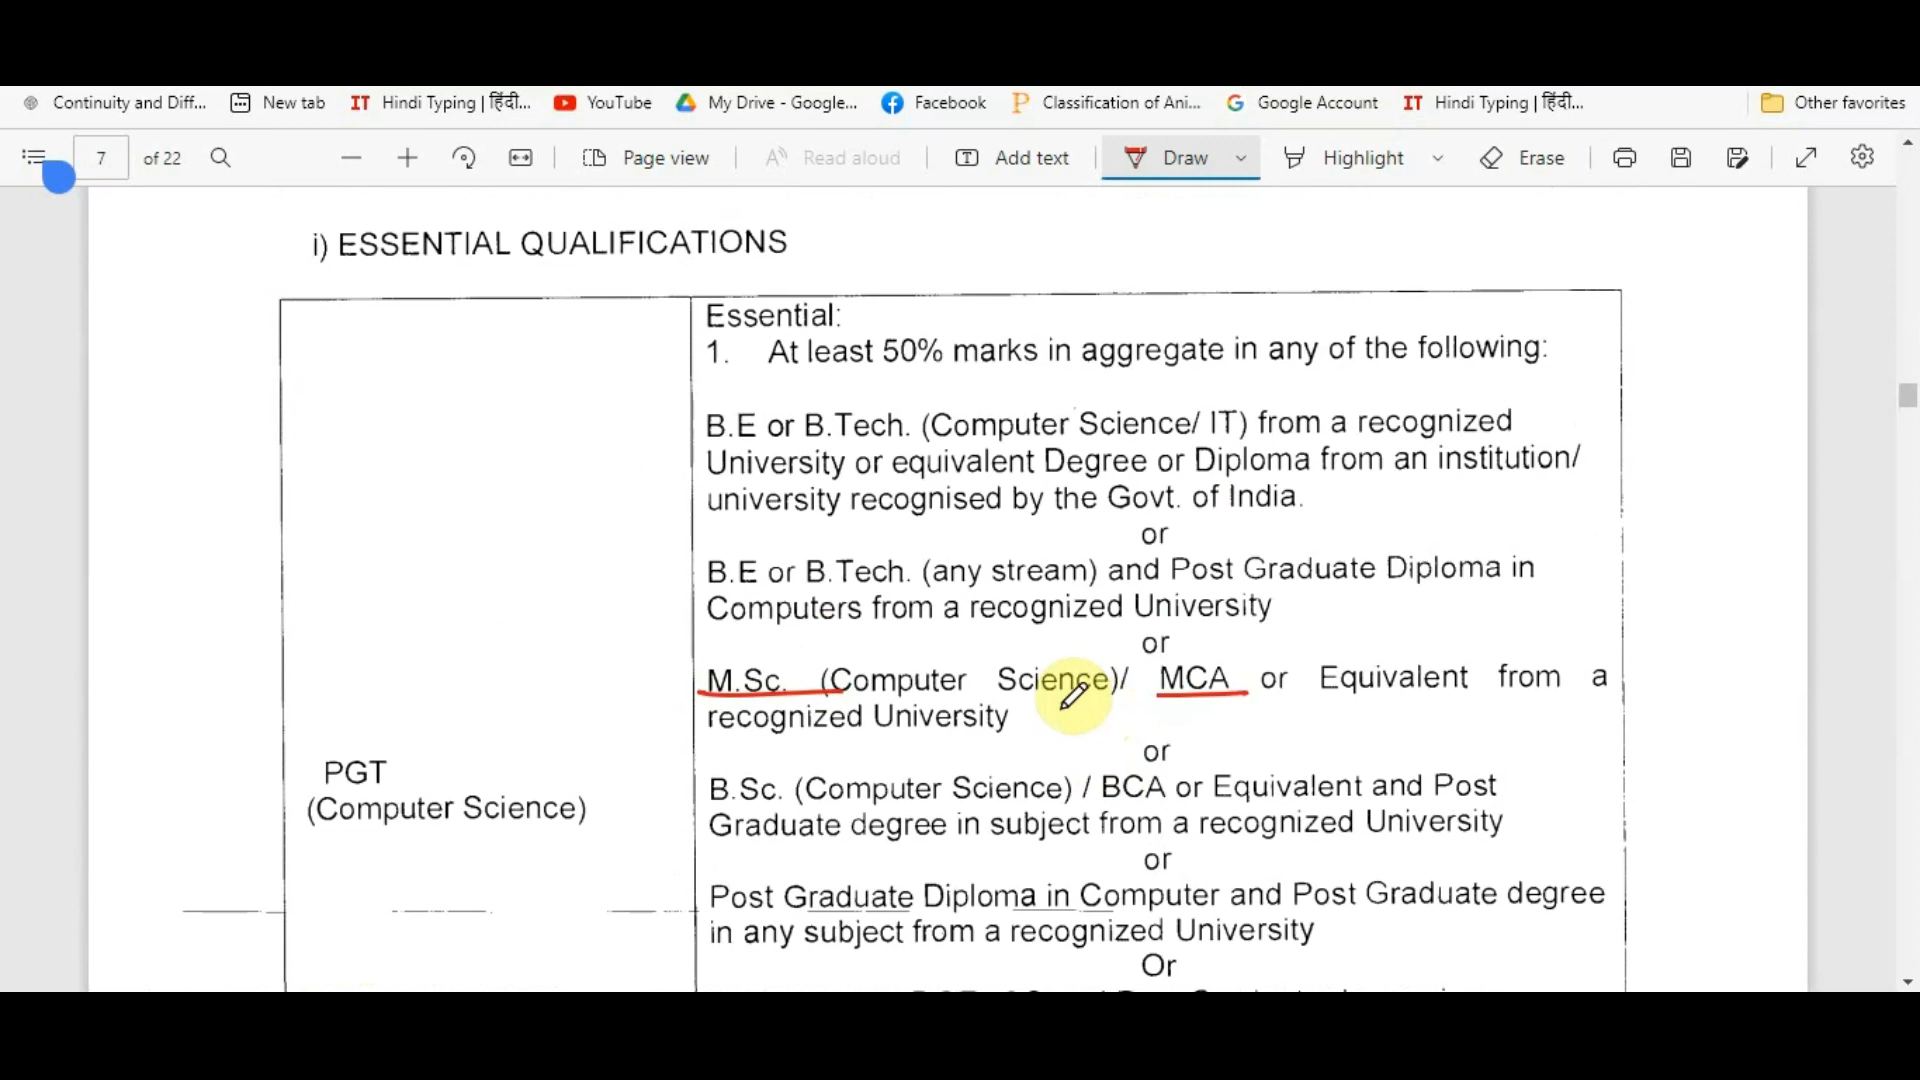 Continuity and Diff... New tab IT Hindi Typing | हिंदी... YouTube My Drive - Google... Facebook Classification of Ani... Google Account IT Hindi Typing | हिंदी... Other favorites
7 of 22 Page view Read aloud Add text Draw Highlight Erase
i) ESSENTIAL QUALIFICATIONS
Essential:
1. At least 50% marks in aggregate in any of the following:
B.E or B.Tech. (Computer Science/ IT) from a recognized
University or equivalent Degree or Diploma from an institution/
university recognised by the Govt. of India.
or
B.E or B.Tech. (any stream) and Post Graduate Diploma in
Computers from a recognized University
or
M.Sc. (Computer Science)/ MCA or Equivalent from a
recognized University
or
PGT
(Computer Science)
B.Sc. (Computer Science) / BCA or Equivalent and Post
Graduate degree in subject from a recognized University
or
Post Graduate Diploma in Computer and Post Graduate degree
in any subject from a recognized University
Or